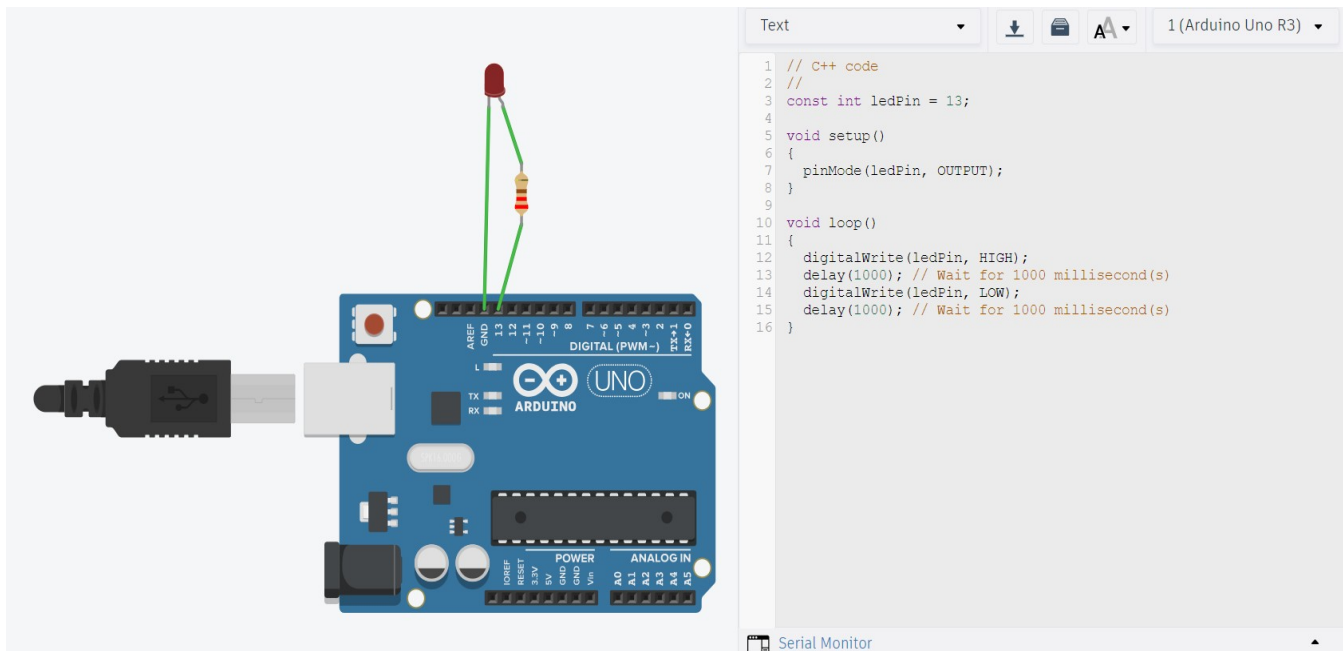 Text
1 (Arduino Uno R3)
1 // C++ code
2 //
3 const int ledPin = 13;
4
5 void setup()
6 {
7   pinMode(ledPin, OUTPUT);
8 }
9
10 void loop()
11 {
12   digitalWrite(ledPin, HIGH);
13   delay(1000); // Wait for 1000 millisecond(s)
14   digitalWrite(ledPin, LOW);
15   delay(1000); // Wait for 1000 millisecond(s)
16 }
Serial Monitor
AREF
GND
13
12
~11
~10
~9
8
7
~6
~5
4
~3
2
TX→1
RX←0
DIGITAL (PWM~)
L
TX
RX
ARDUINO
UNO
ON
POWER
ANALOG IN
IOREF
RESET
3.3V
5V
GND
GND
Vin
A0
A1
A2
A3
A4
A5